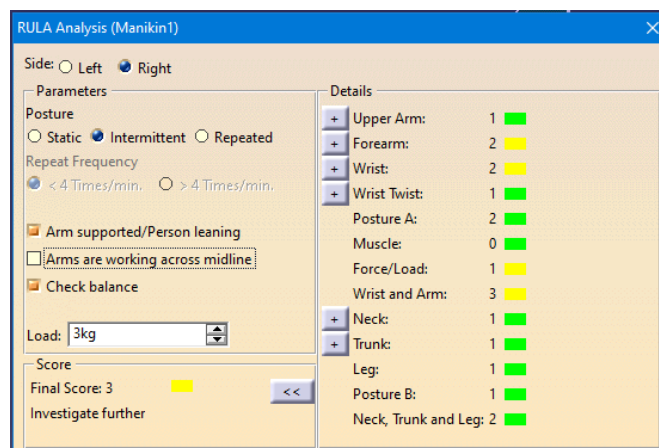 RULA Analysis (Manikin1)
Side: Left Right
Parameters
Posture
Static Intermittent Repeated
Repeat Frequency
< 4 Times/min. > 4 Times/min.
Arm supported/Person leaning
Arms are working across midline
Check balance
Load: 3kg
Score
Final Score: 3
<<
Investigate further
Details
+ Upper Arm: 1
+ Forearm: 2
+ Wrist: 2
+ Wrist Twist: 1
Posture A: 2
Muscle: 0
Force/Load: 1
Wrist and Arm: 3
+ Neck: 1
+ Trunk: 1
Leg: 1
Posture B: 1
Neck, Trunk and Leg: 2